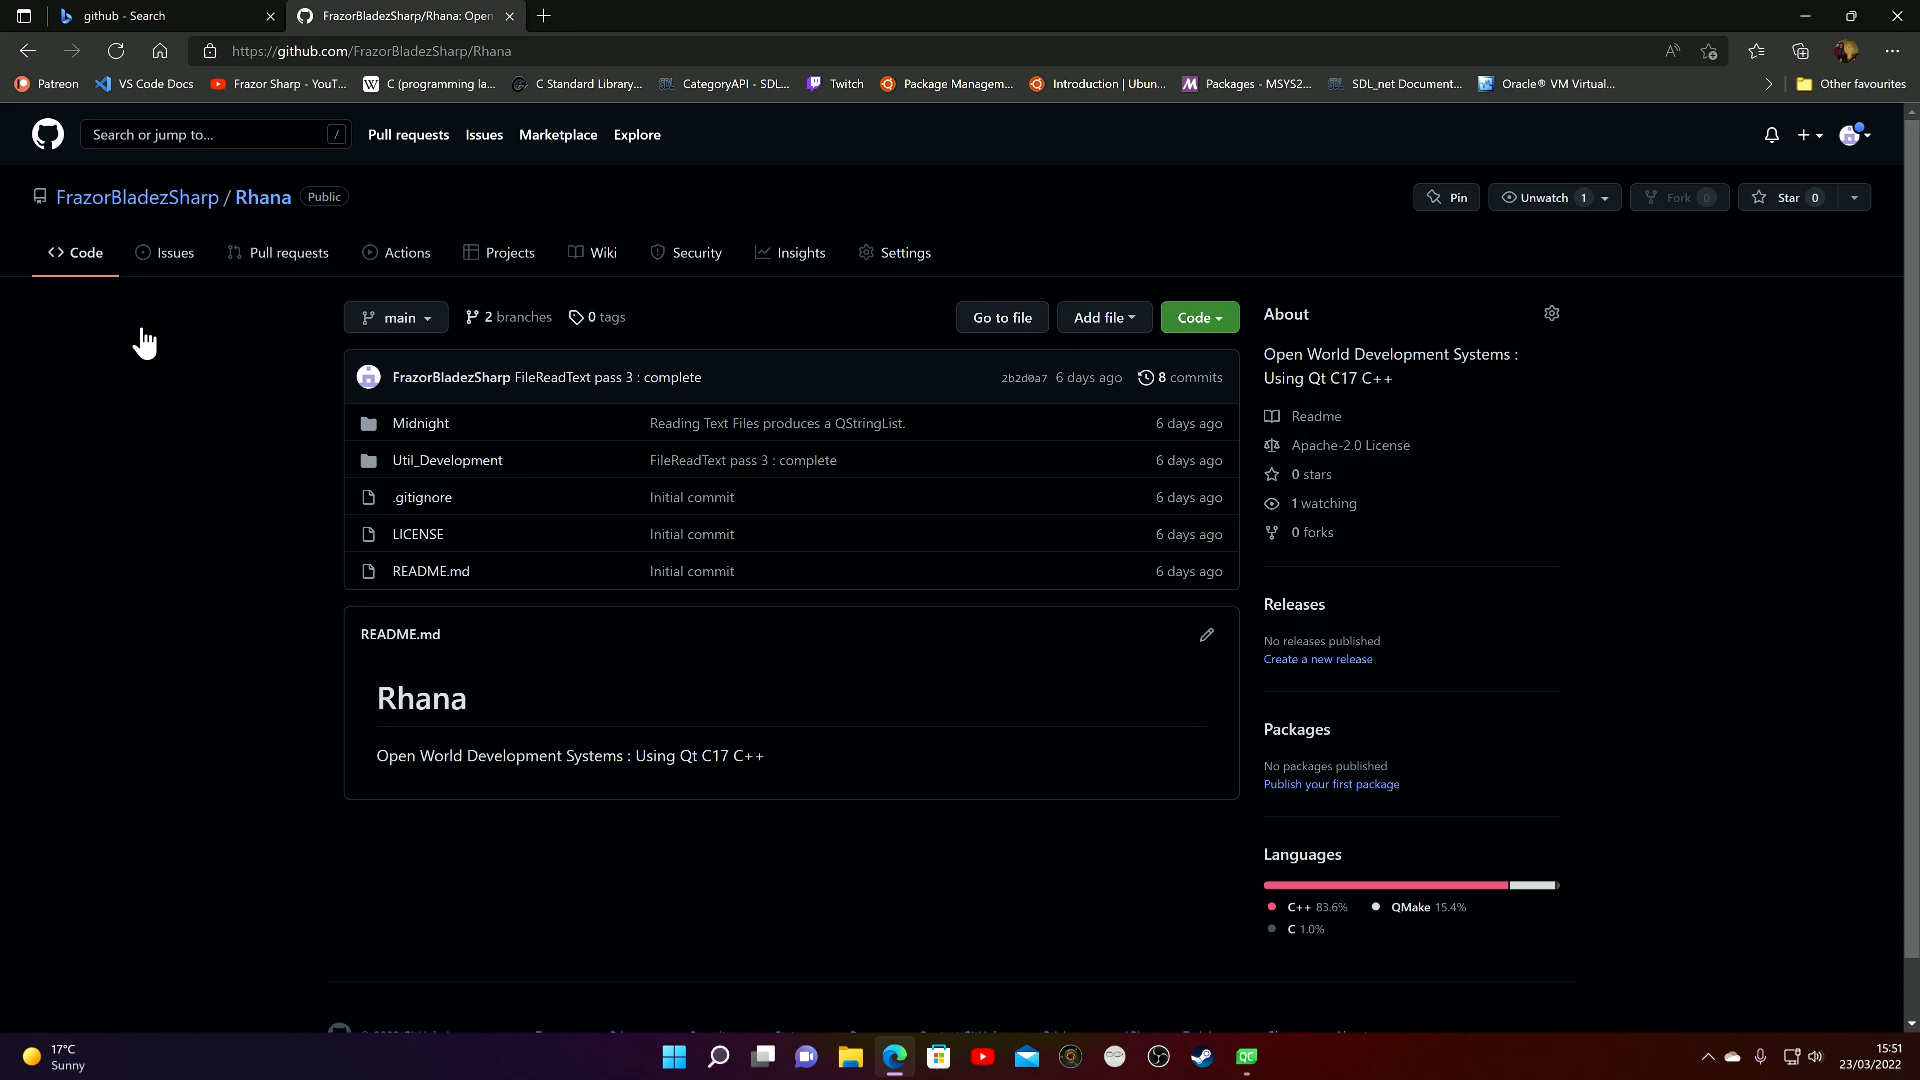 github - Search
FrazorBladezSharp/Rhana: Open
https://github.com/FrazorBladezSharp/Rhana
Patreon
VS Code Docs
Frazor Sharp - YouT...
C (programming la...
C Standard Library...
CategoryAPI - SDL...
Twitch
Package Managem...
Introduction | Ubun...
Packages - MSYS2...
SDL_net Document...
Oracle® VM Virtual...
Other favourites
Search or jump to...
/
Pull requests
Issues
Marketplace
Explore
FrazorBladezSharp / Rhana
Public
Pin
Unwatch 1
Fork 0
Star 0
Code
Issues
Pull requests
Actions
Projects
Wiki
Security
Insights
Settings
main
2 branches
0 tags
Go to file
Add file
Code
FrazorBladezSharp FileReadText pass 3 : complete
2b2d0a7 6 days ago
8 commits
Midnight Reading Text Files produces a QStringList. 6 days ago
Util_Development FileReadText pass 3 : complete 6 days ago
.gitignore Initial commit 6 days ago
LICENSE Initial commit 6 days ago
README.md Initial commit 6 days ago
README.md
Rhana
Open World Development Systems : Using Qt C17 C++
About
Open World Development Systems :
Using Qt C17 C++
Readme
Apache-2.0 License
0 stars
1 watching
0 forks
Releases
No releases published
Create a new release
Packages
No packages published
Publish your first package
Languages
C++ 83.6%
QMake 15.4%
C 1.0%
17°C
Sunny
QC
15:51
23/03/2022